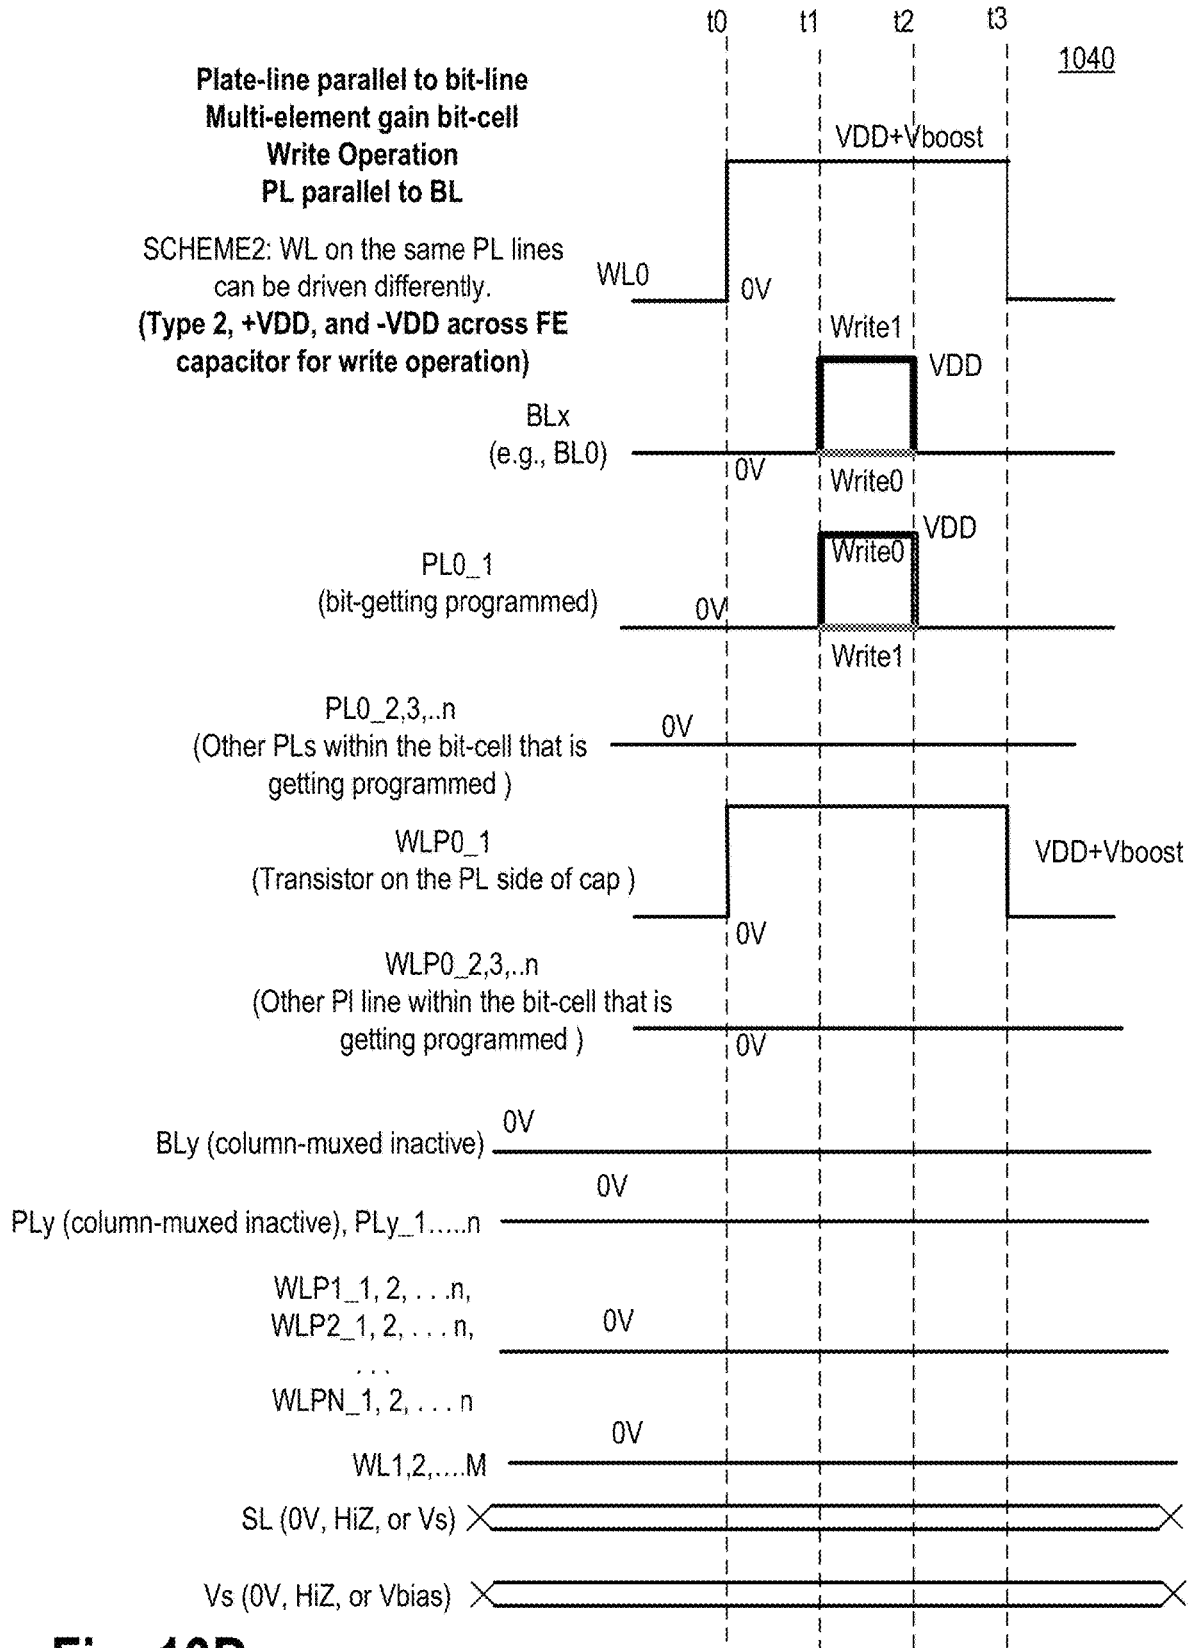 t0 t1 t2 t3
1040
Plate-line parallel to bit-line
Multi-element gain bit-cell
Write Operation
PL parallel to BL
VDD+Vboost
SCHEME2: WL on the same PL lines
can be driven differently.
(Type 2, +VDD, and -VDD across FE
capacitor for write operation)
WL0
0V
Write1
VDD
BLx
(e.g., BL0)
0V
Write0
VDD
Write0
PL0_1
(bit-getting programmed)
0V
Write1
PL0_2,3,..n
(Other PLs within the bit-cell that is
getting programmed )
0V
WLP0_1
(Transistor on the PL side of cap )
VDD+Vboost
0V
WLP0_2,3,..n
(Other Pl line within the bit-cell that is
getting programmed )
0V
0V
BLy (column-muxed inactive)
0V
PLy (column-muxed inactive), PLy_1.....n
WLP1_1, 2, . . .n,
WLP2_1, 2, . . . n,
. . .
WLPN_1, 2, . . . n
0V
0V
WL1,2,....M
SL (0V, HiZ, or Vs)
Vs (0V, HiZ, or Vbias)